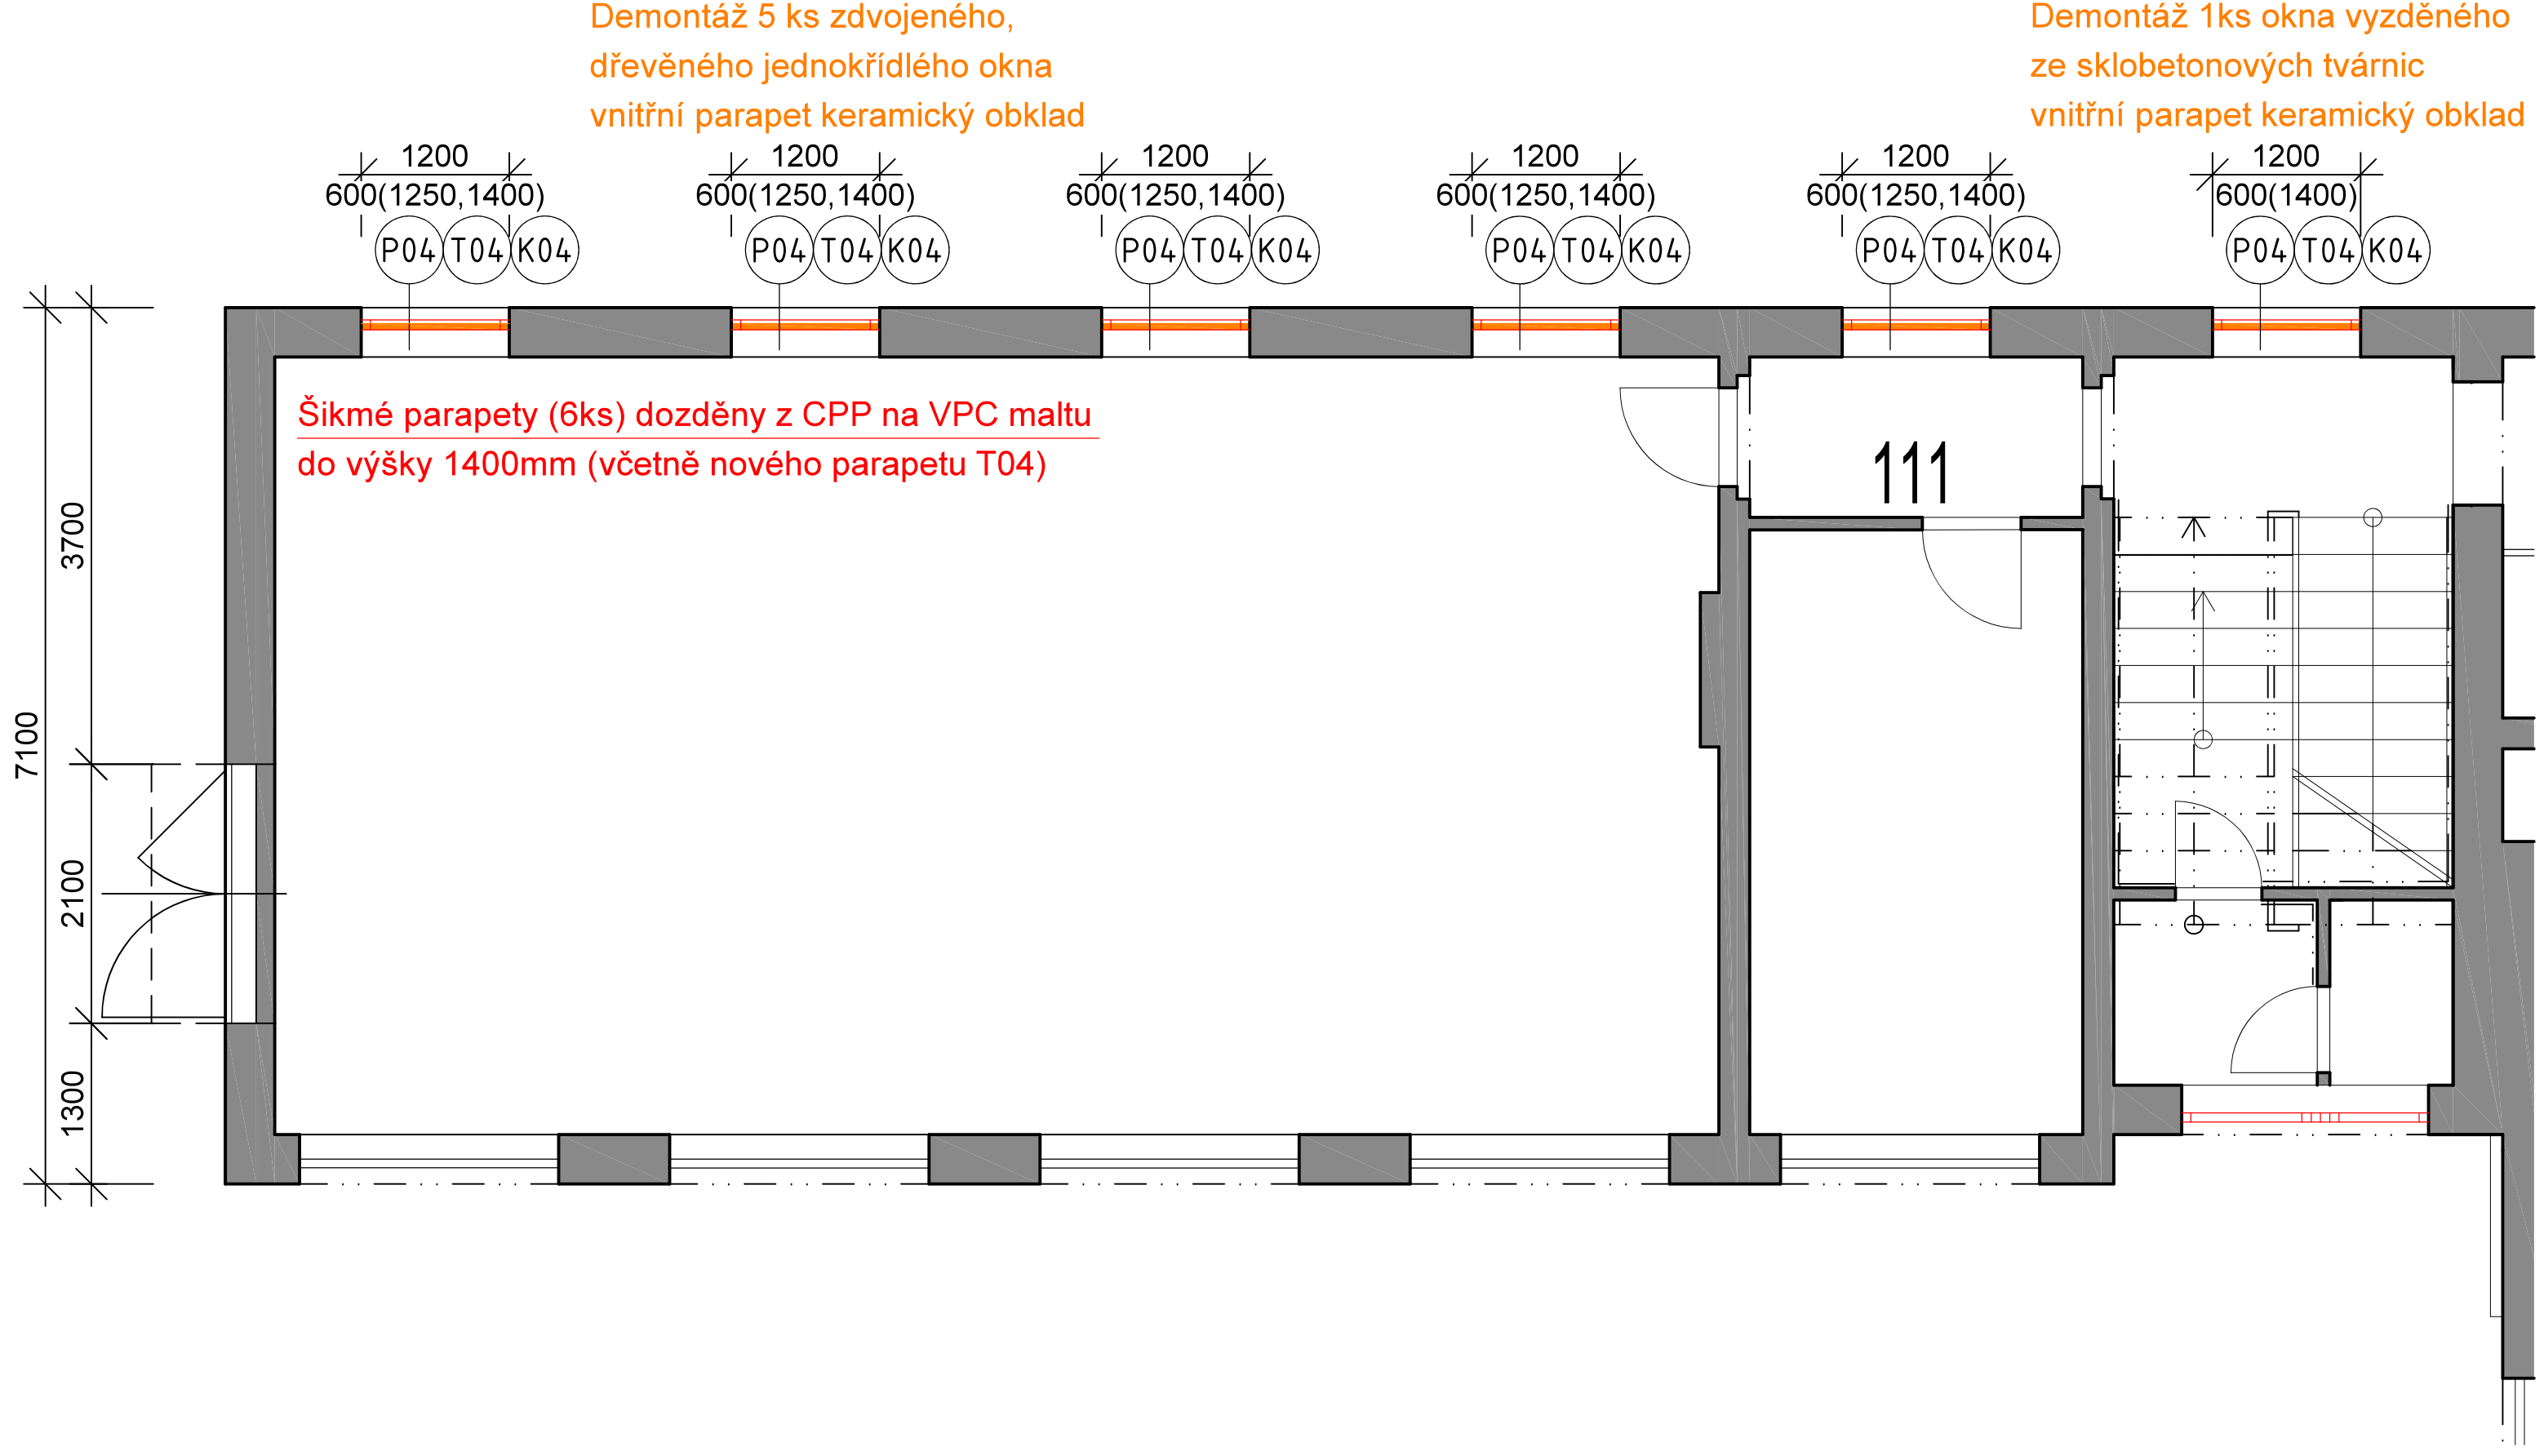 Demontáž 5 ks zdvojeného,
dřevěného jednokřídlého okna
vnitřní parapet keramický obklad
Demontáž 1ks okna vyzděného
ze sklobetonových tvárnic
vnitřní parapet keramický obklad
1200
600(1250,1400)
P04 T04 K04
1200
600(1250,1400)
P04 T04 K04
1200
600(1250,1400)
P04 T04 K04
1200
600(1250,1400)
P04 T04 K04
1200
600(1250,1400)
P04 T04 K04
1200
600(1400)
P04 T04 K04
Šikmé parapety (6ks) dozděny z CPP na VPC maltu
do výšky 1400mm (včetně nového parapetu T04)
111
7100
3700
2100
1300